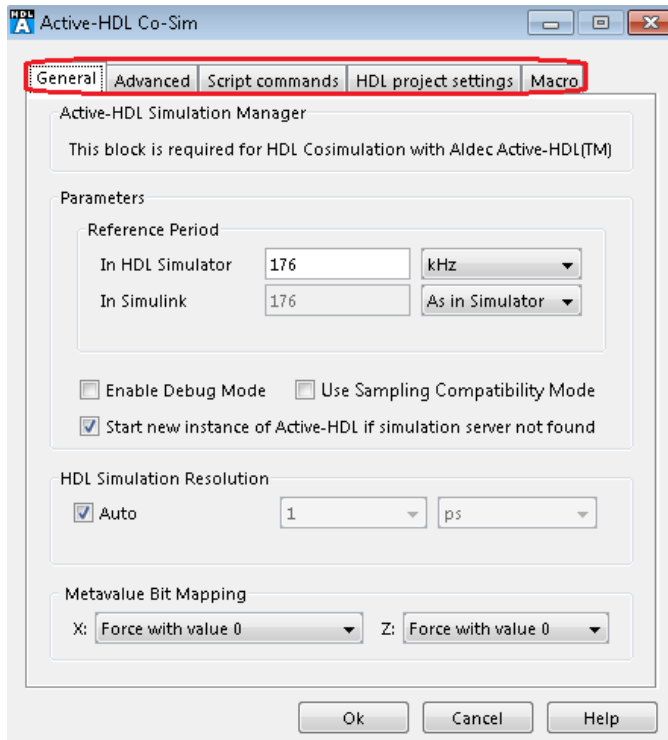 HDL
A
Active-HDL Co-Sim
General Advanced Script commands HDL project settings Macro
Active-HDL Simulation Manager
This block is required for HDL Cosimulation with Aldec Active-HDL(TM)
Parameters
Reference Period
In HDL Simulator 176 kHz
In Simulink 176 As in Simulator
Enable Debug Mode Use Sampling Compatibility Mode
Start new instance of Active-HDL if simulation server not found
HDL Simulation Resolution
Auto 1 ps
Metavalue Bit Mapping
X: Force with value 0 Z: Force with value 0
Ok Cancel Help